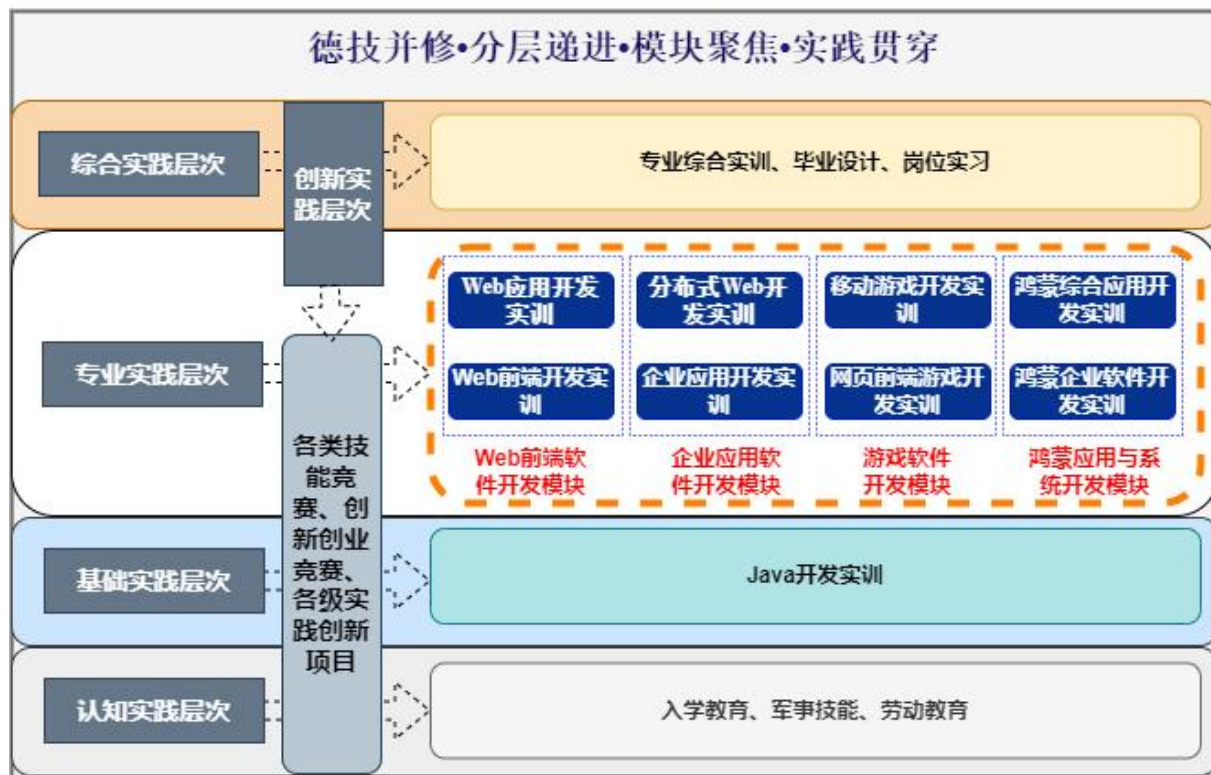 德技并修•分层递进•模块聚焦•实践贯穿
综合实践层次
创新实
践层次
专业综合实训、毕业设计、岗位实习
专业实践层次
Web应用开发
实训
分布式Web开
发实训
移动游戏开发实
训
鸿蒙综合应用开
发实训
Web前端开发实
训
企业应用开发实
训
网页前端游戏开
发实训
鸿蒙企业软件开
发实训
Web前端软
件开发模块
企业应用软
件开发模块
游戏软件
开发模块
鸿蒙应用与系
统开发模块
各类技
能竞
赛、创
新创业
竞赛、
各级实
践创新
项目
基础实践层次
Java开发实训
认知实践层次
入学教育、军事技能、劳动教育